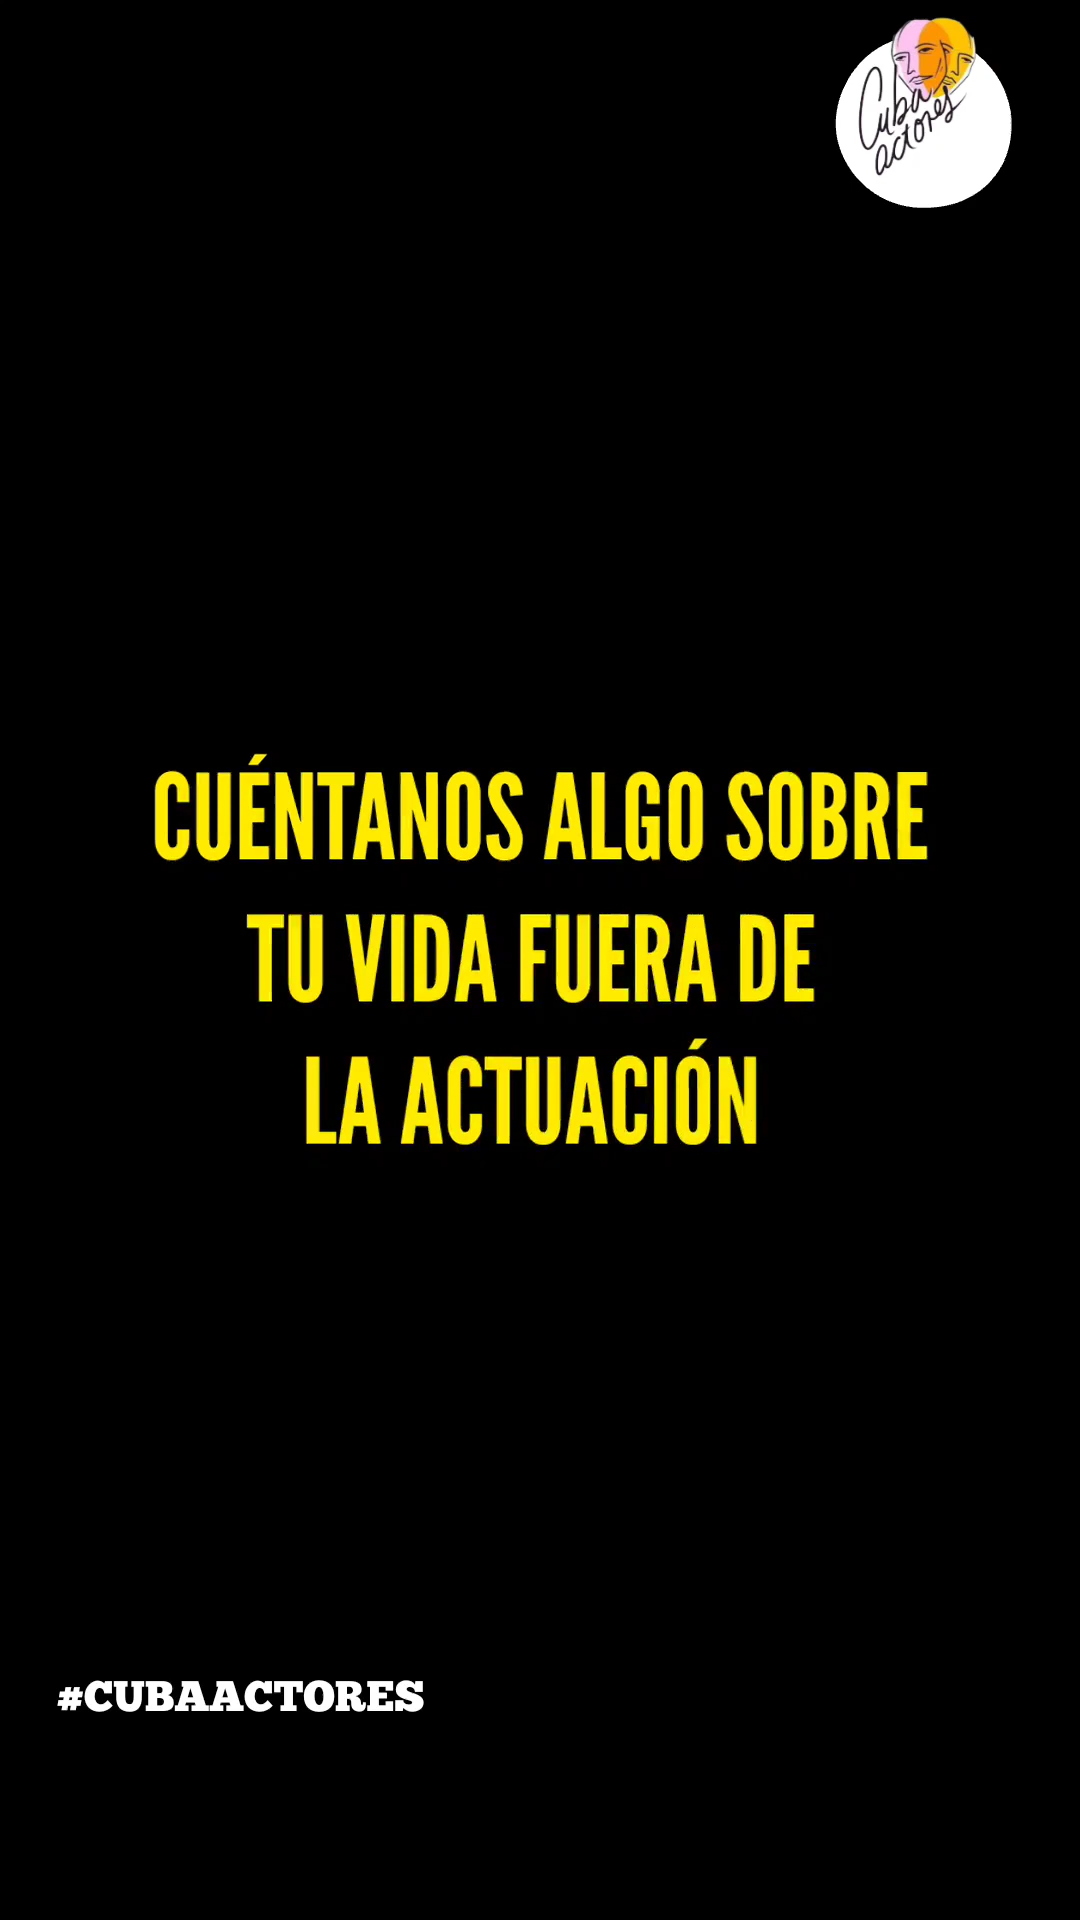 Cuba
actores
CUÉNTANOS ALGO SOBRE
TU VIDA FUERA DE
LA ACTUACIÓN
#CUBAACTORES